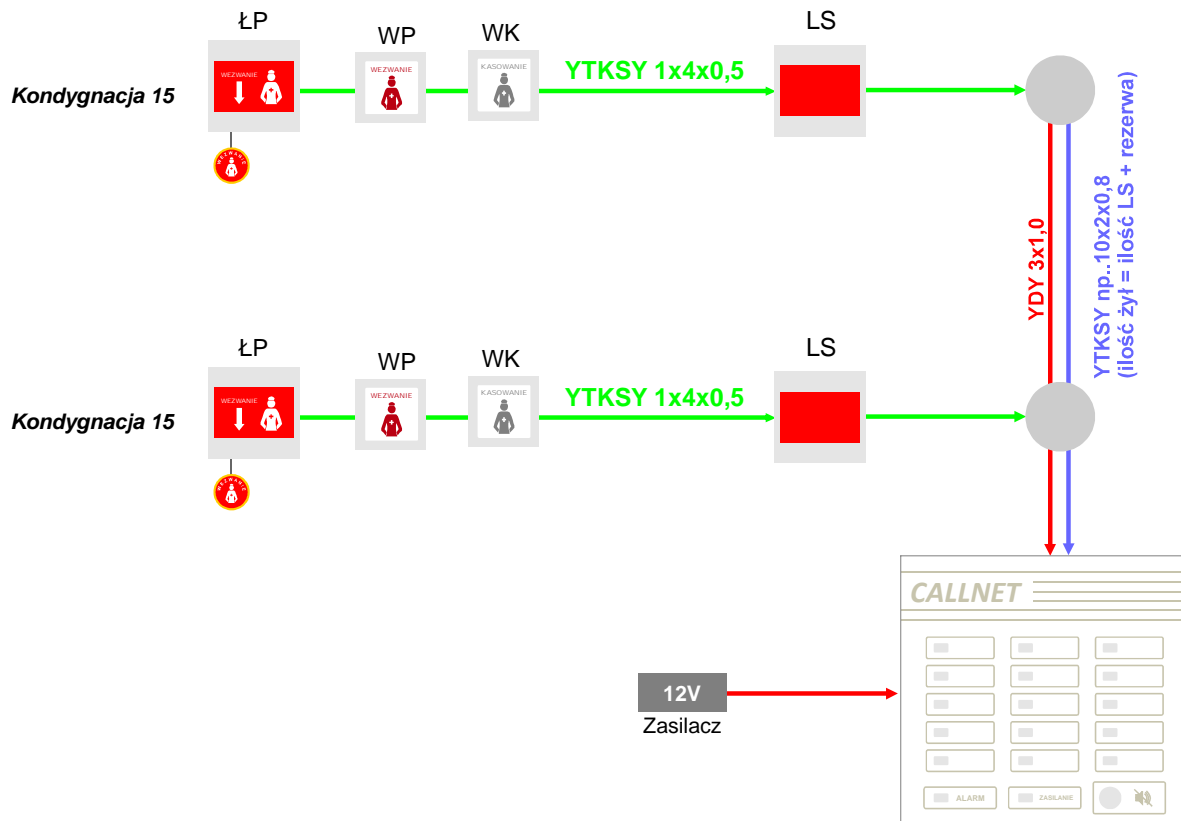 ŁP
WP
WK
LS
Kondygnacja 15
WEZWANIE
WEZWANIE
KASOWANIE
YTKSY 1x4x0,5
WEZWANIE
YDY 3x1,0
YTKSY np..10x2x0,8
(ilość żył = ilość LS + rezerwa)
ŁP
WP
WK
LS
Kondygnacja 15
WEZWANIE
WEZWANIE
KASOWANIE
YTKSY 1x4x0,5
WEZWANIE
CALLNET
12V
Zasilacz
ALARM
ZASILANIE